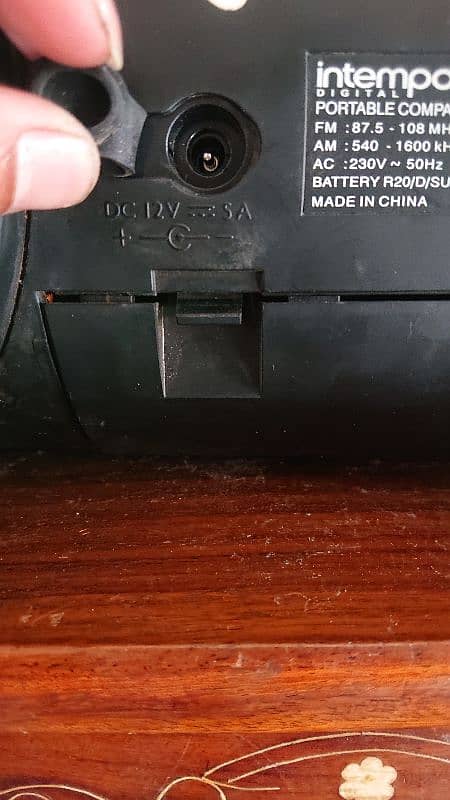 intempo
DIGITAL
PORTABLE COMPA
FM : 87.5 - 108 MH
AM : 540 - 1600 kH
AC : 230V ~ 50Hz
BATTERY R20/D/SU
MADE IN CHINA
DC 12V ⎓ 5A
+ -